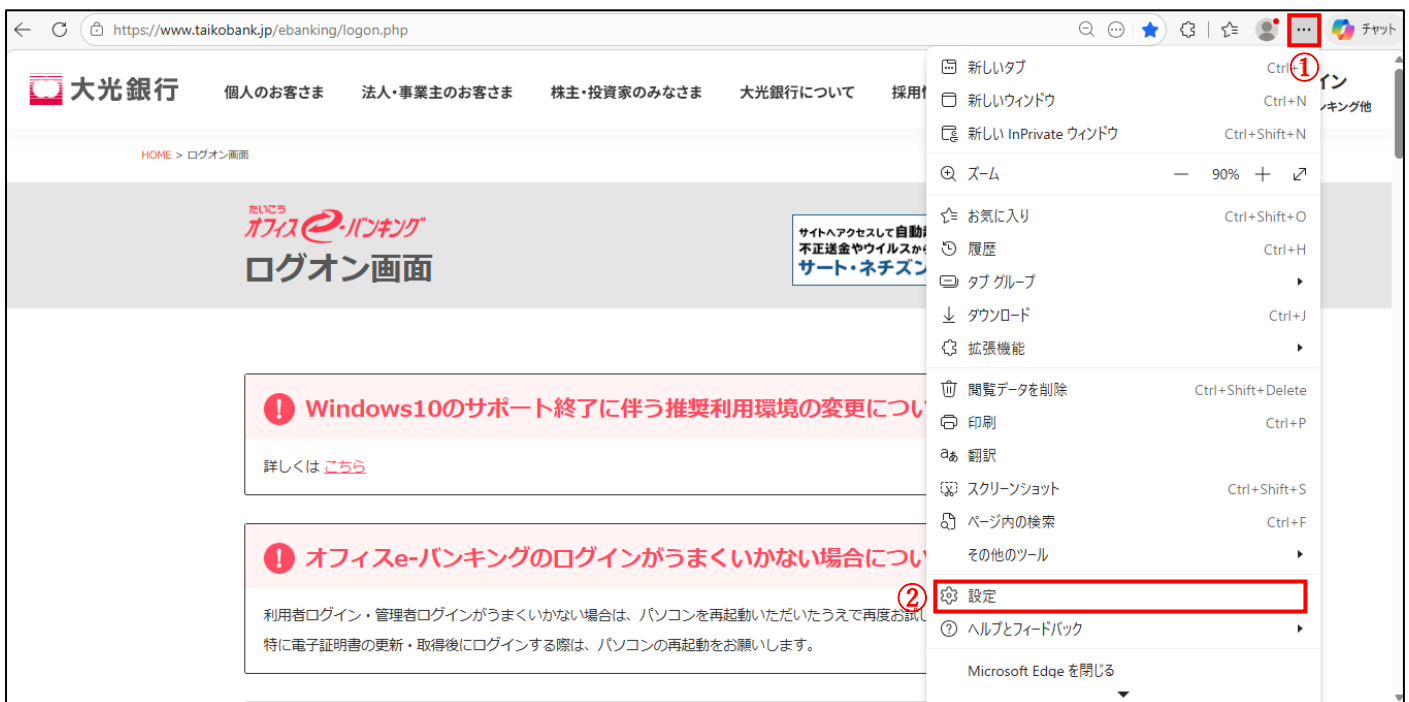 https://www.taikobank.jp/ebanking/logon.php
チャット
①
大光銀行
個人のお客さま
法人・事業主のお客さま
株主・投資家のみなさま
大光銀行について
採用
イン
ンキング他
HOME > ログオン画面
たいこう
オフィスe-バンキング
ログオン画面
サイトへアクセスして自動
不正送金やウイルスから
サート・ネチズン
Windows10のサポート終了に伴う推奨利用環境の変更につい
詳しくは こちら
オフィスe-バンキングのログインがうまくいかない場合につい
利用者ログイン・管理者ログインがうまくいかない場合は、パソコンを再起動いただいたうえで再度お試し
特に電子証明書の更新・取得後にログインする際は、パソコンの再起動をお願いします。
新しいタブ Ctrl+
新しいウィンドウ Ctrl+N
新しい InPrivate ウィンドウ Ctrl+Shift+N
ズーム 90%
お気に入り Ctrl+Shift+O
履歴 Ctrl+H
タブ グループ
ダウンロード Ctrl+J
拡張機能
閲覧データを削除 Ctrl+Shift+Delete
印刷 Ctrl+P
aあ 翻訳
スクリーンショット Ctrl+Shift+S
ページ内の検索 Ctrl+F
その他のツール
② 設定
ヘルプとフィードバック
Microsoft Edge を閉じる